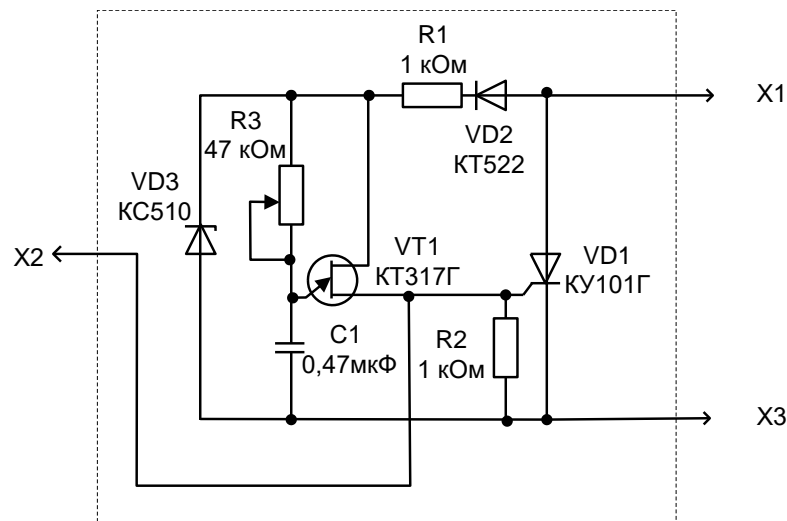 R1
1 кОм
X1
R3
47 кОм
VD2
КТ522
VD3
КС510
X2
VT1
КТ317Г
VD1
КУ101Г
C1
0,47мкФ
R2
1 кОм
X3